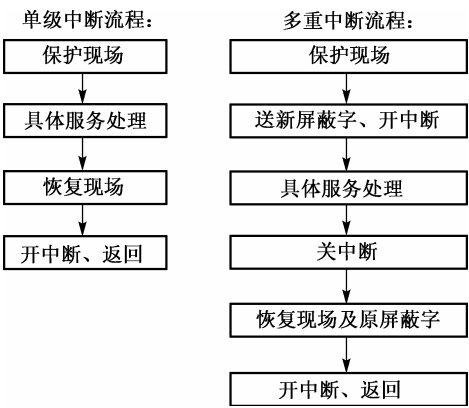 单级中断流程：
保护现场
具体服务处理
恢复现场
开中断、返回
多重中断流程：
保护现场
送新屏蔽字、开中断
具体服务处理
关中断
恢复现场及原屏蔽字
开中断、返回